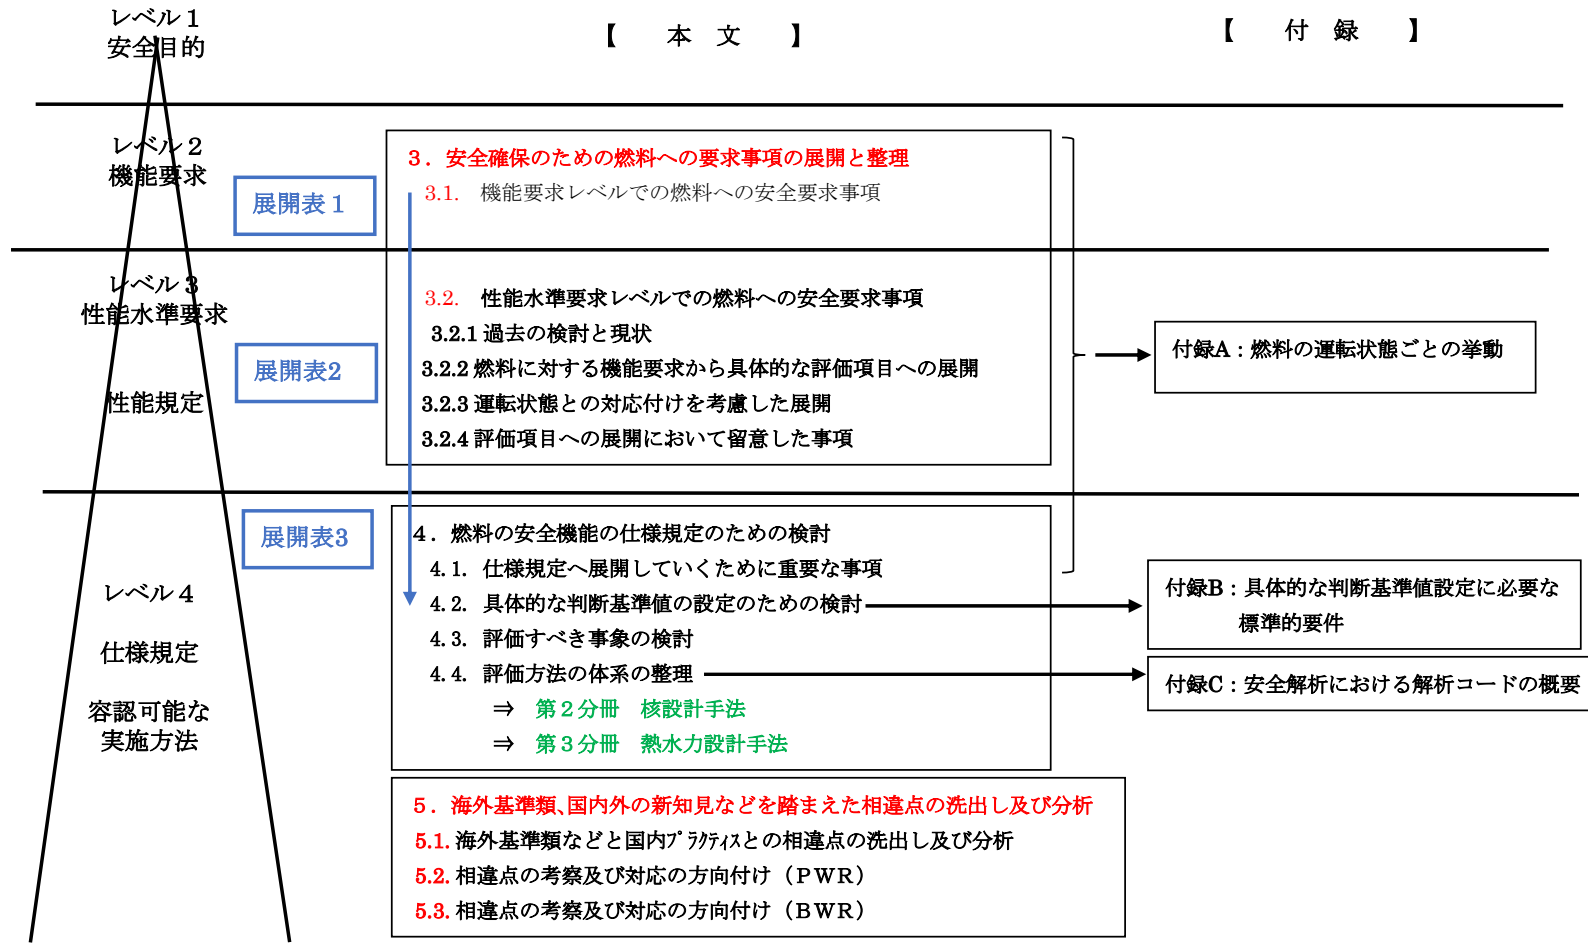 レベル１
安全目的
【　本　文　】
【　付　録　】
レベル２
機能要求
展開表１
３．安全確保のための燃料への要求事項の展開と整理
3.1.　機能要求レベルでの燃料への安全要求事項
レベル３
性能水準要求
展開表2
性能規定
3.2.　性能水準要求レベルでの燃料への安全要求事項
3.2.1 過去の検討と現状
3.2.2 燃料に対する機能要求から具体的な評価項目への展開
3.2.3 運転状態との対応付けを考慮した展開
3.2.4 評価項目への展開において留意した事項
付録A：燃料の運転状態ごとの挙動
展開表3
レベル４
仕様規定
容認可能な
実施方法
４．燃料の安全機能の仕様規定のための検討
4.1.　仕様規定へ展開していくために重要な事項
4.2.　具体的な判断基準値の設定のための検討
4.3.　評価すべき事象の検討
4.4.　評価方法の体系の整理
⇒　第２分冊　核設計手法
⇒　第３分冊　熱水力設計手法
付録B：具体的な判断基準値設定に必要な
標準的要件
付録C：安全解析における解析コードの概要
５．海外基準類、国内外の新知見などを踏まえた相違点の洗出し及び分析
5.1. 海外基準類などと国内ﾌﾟﾗｸﾃｨｽとの相違点の洗出し及び分析
5.2. 相違点の考察及び対応の方向付け（ＰＷＲ）
5.3. 相違点の考察及び対応の方向付け（ＢＷＲ）